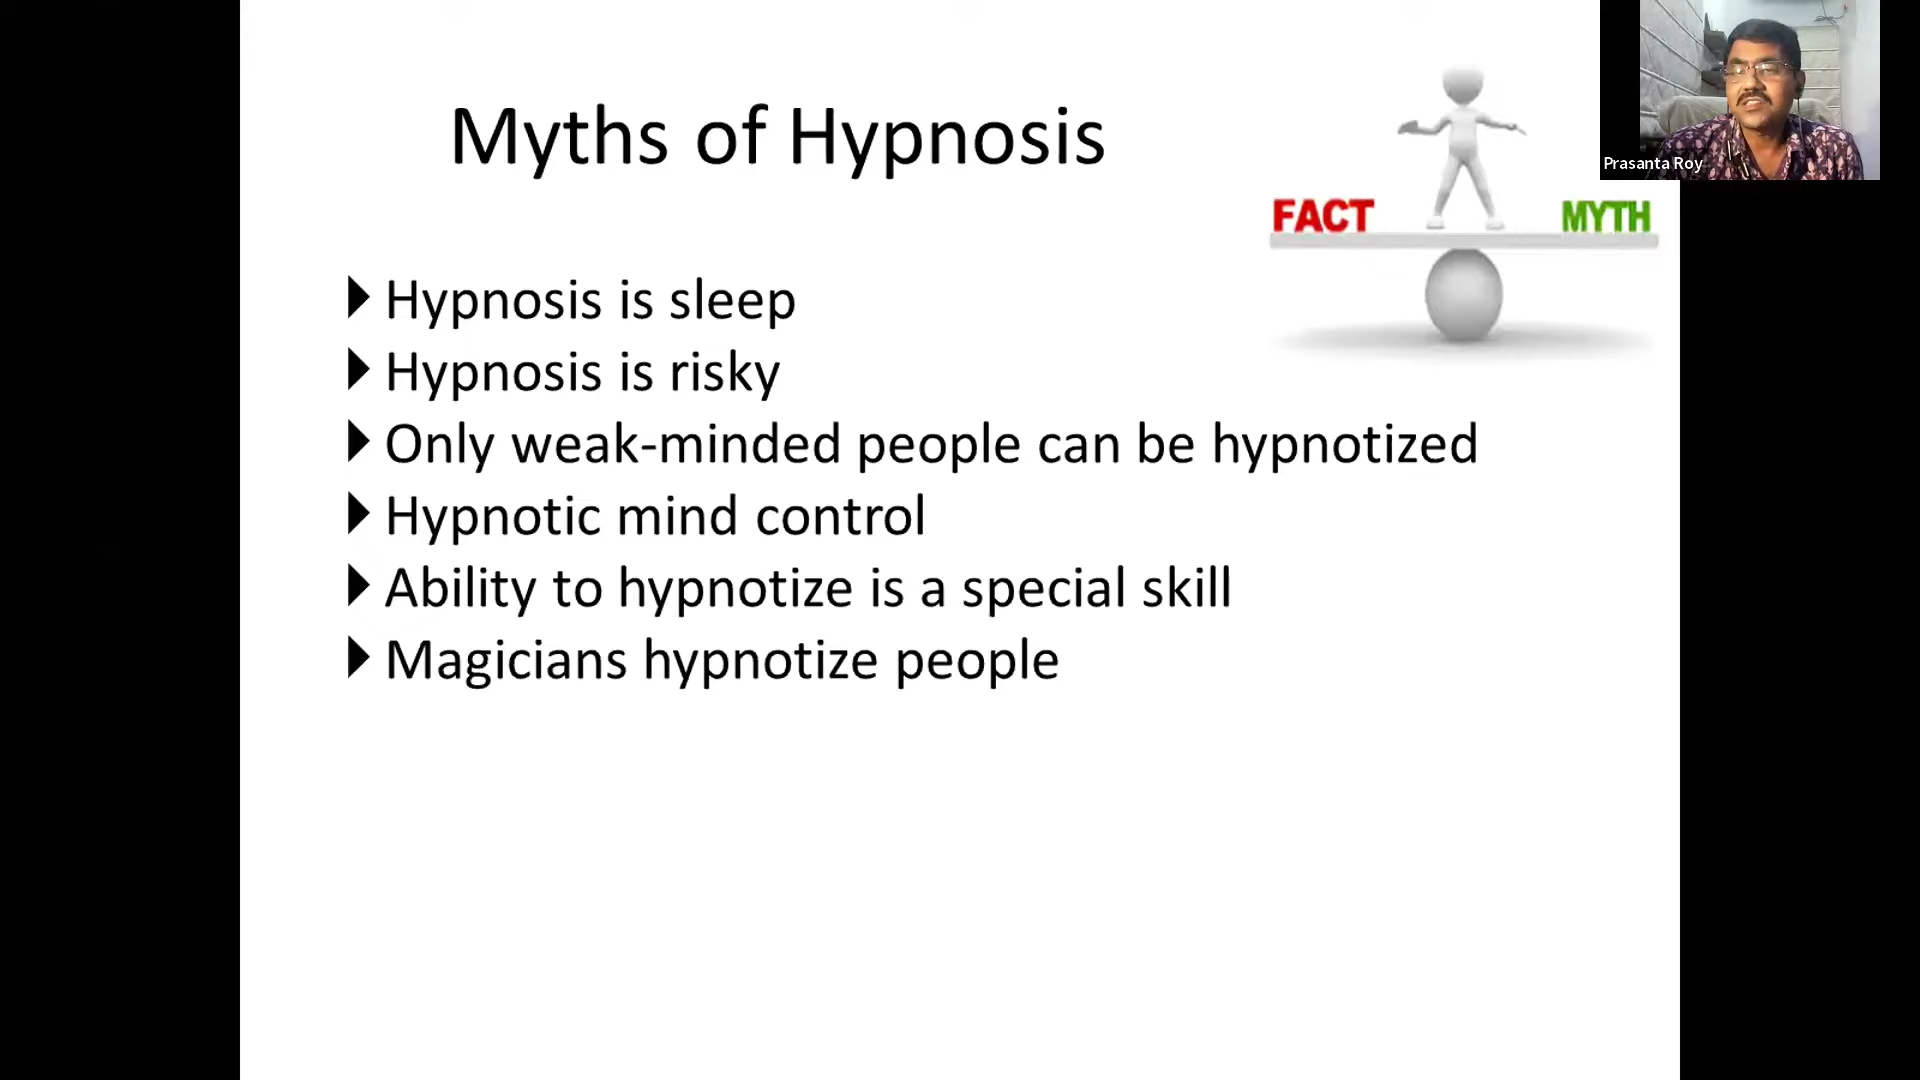 Myths of Hypnosis
Prasanta Roy
FACT MYTH
Hypnosis is sleep
Hypnosis is risky
Only weak-minded people can be hypnotized
Hypnotic mind control
Ability to hypnotize is a special skill
Magicians hypnotize people